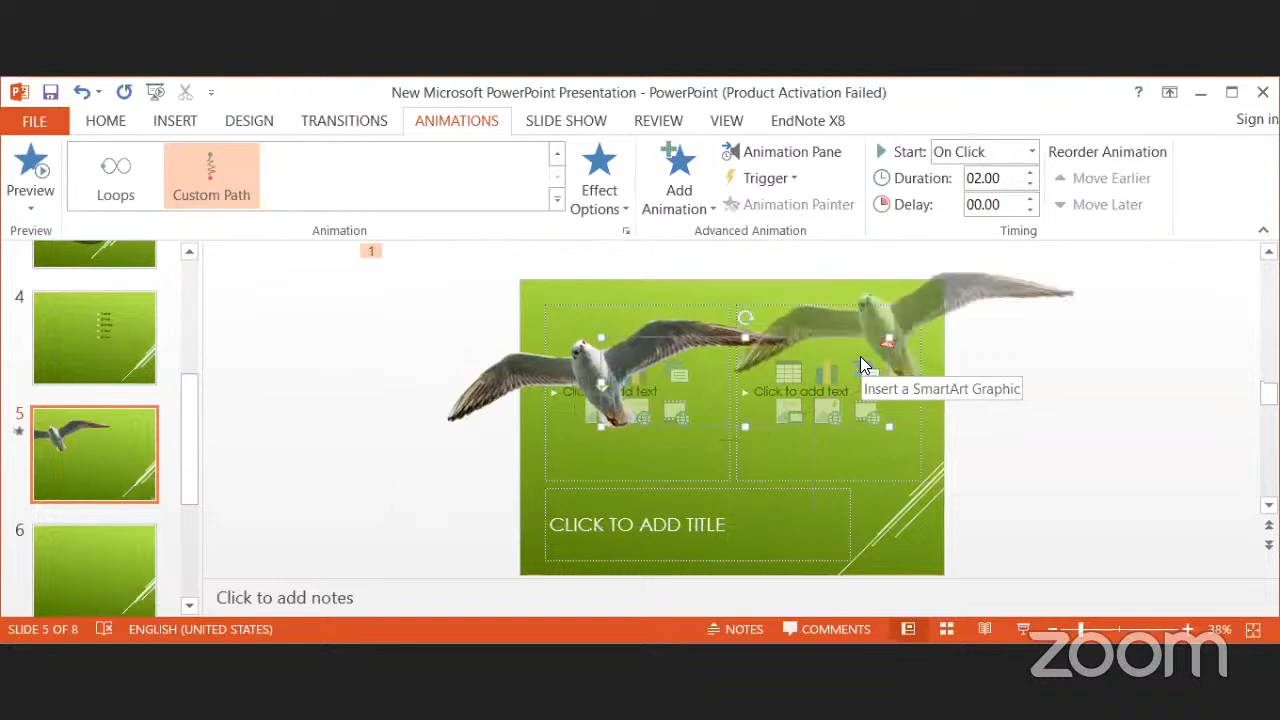 New Microsoft PowerPoint Presentation - PowerPoint (Product Activation Failed)
?
FILE HOME INSERT DESIGN TRANSITIONS ANIMATIONS SLIDE SHOW REVIEW VIEW EndNote X8 Sign in
Preview
Loops
Custom Path
Effect Options
Add Animation
Animation Pane
Trigger
Animation Painter
Start: On Click
Duration: 02.00
Delay: 00.00
Reorder Animation
Move Earlier
Move Later
Preview Animation Advanced Animation Timing
1
4
5
6
Click to add text
Click to add text
Insert a SmartArt Graphic
CLICK TO ADD TITLE
Click to add notes
SLIDE 5 OF 8 ENGLISH (UNITED STATES) NOTES COMMENTS 38%
zoom